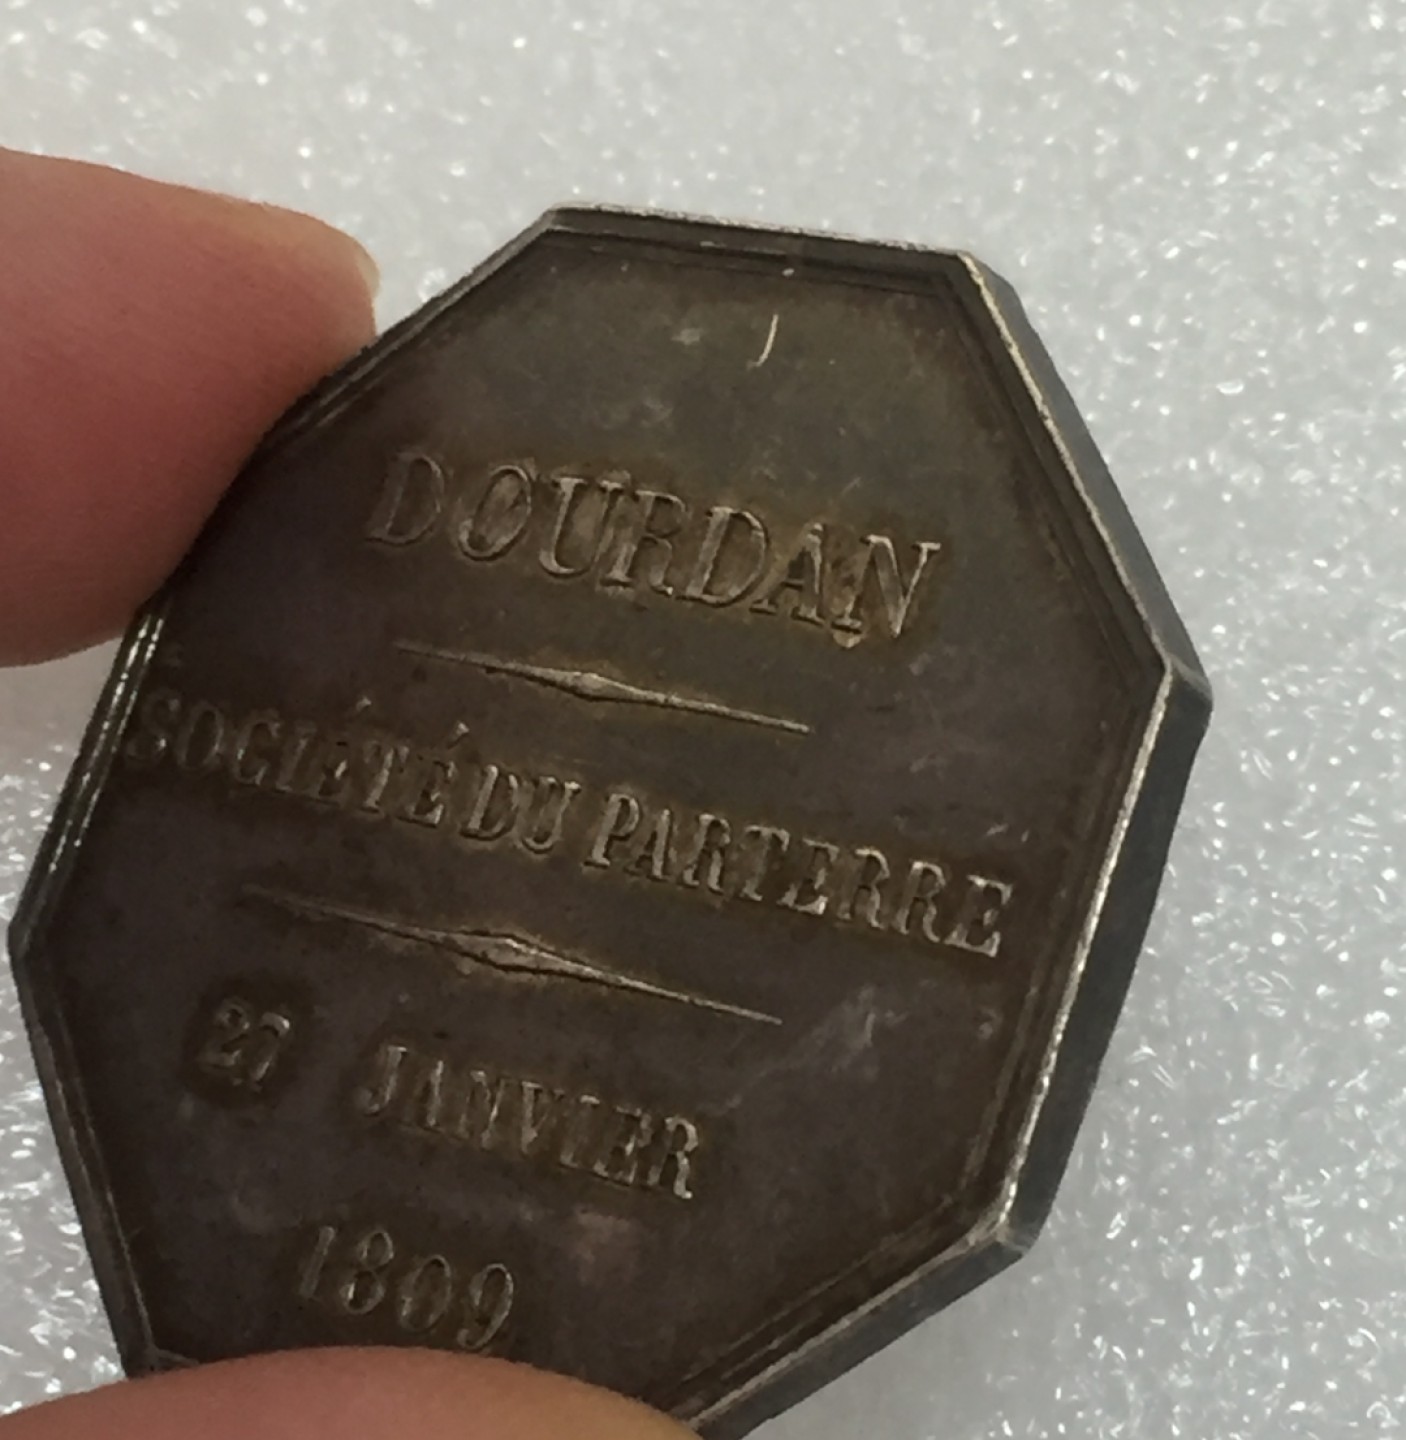 DOURDAN
SOCIÉTÉ DU PARTERRE
27 JANVIER
1809